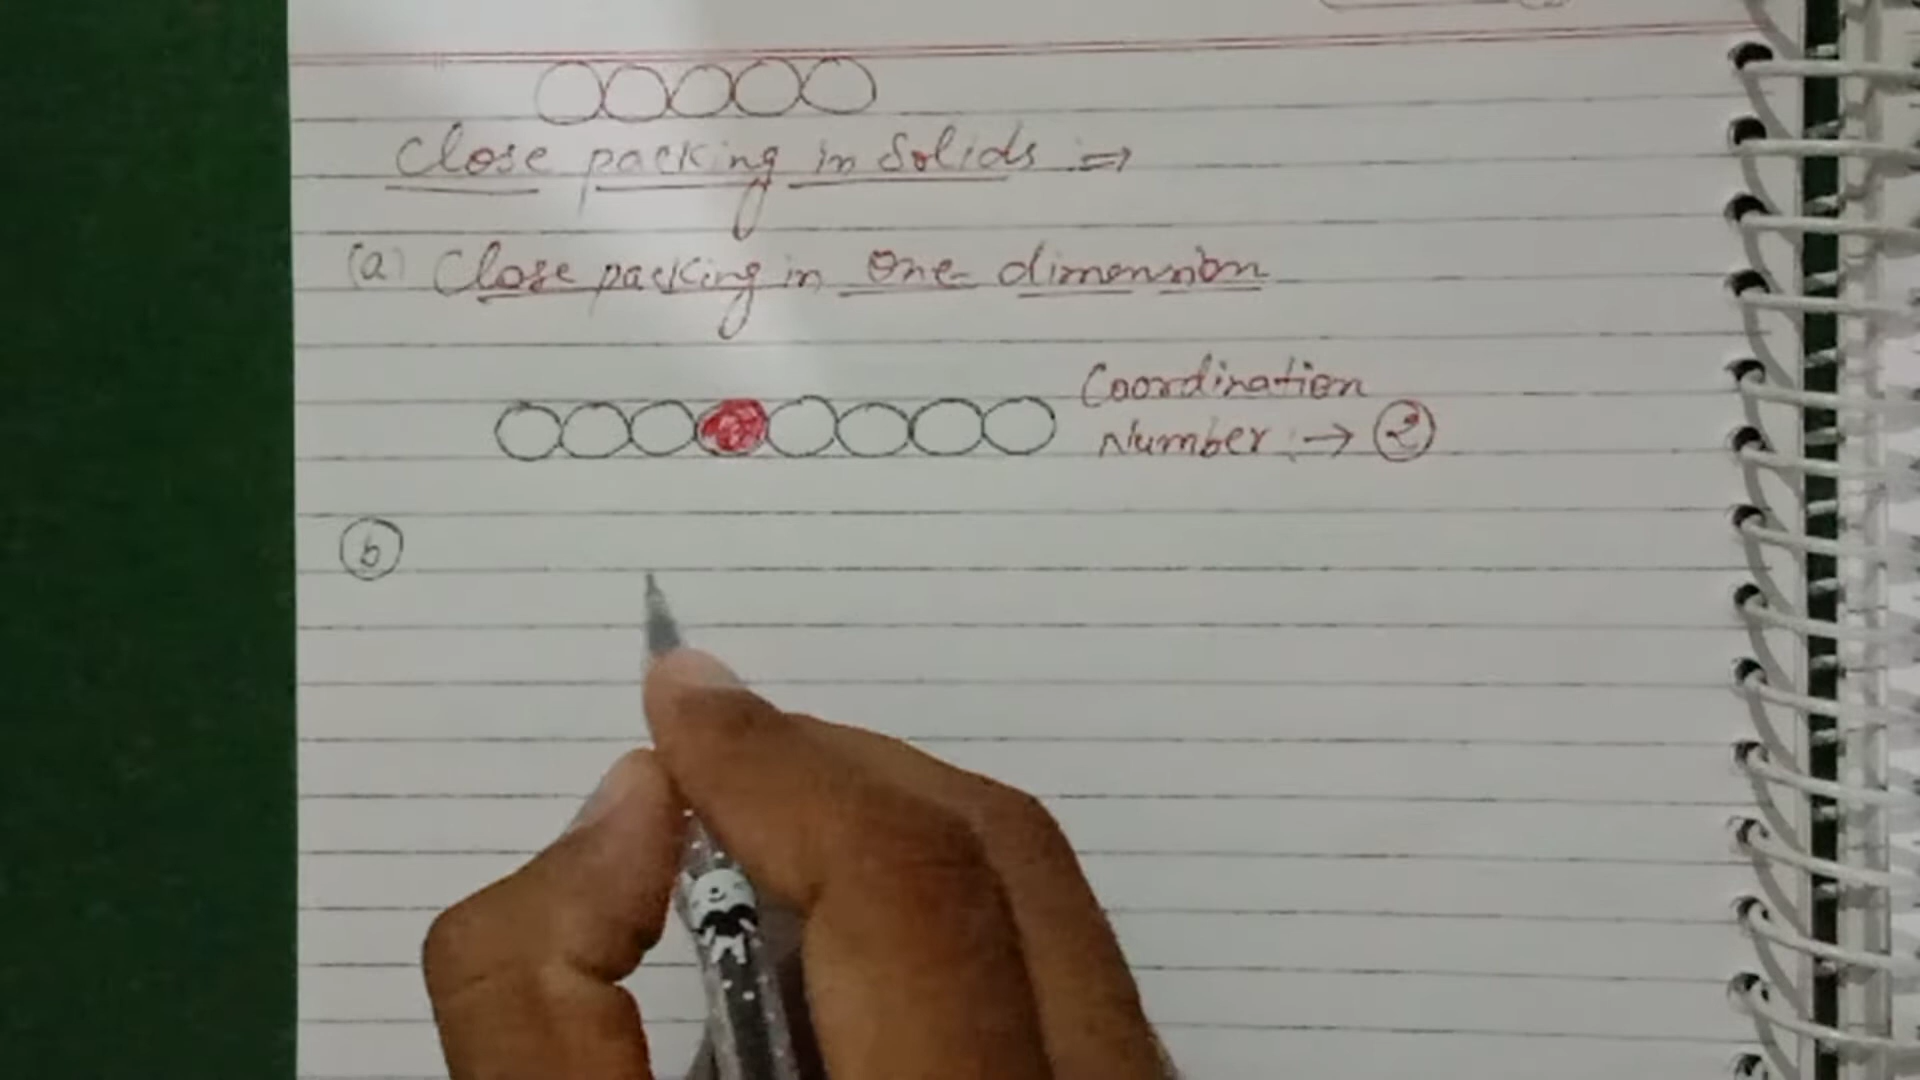 Close packing in Solids ⇒
(a) Close packing in One dimension
Coordination
Number :→ 2
b